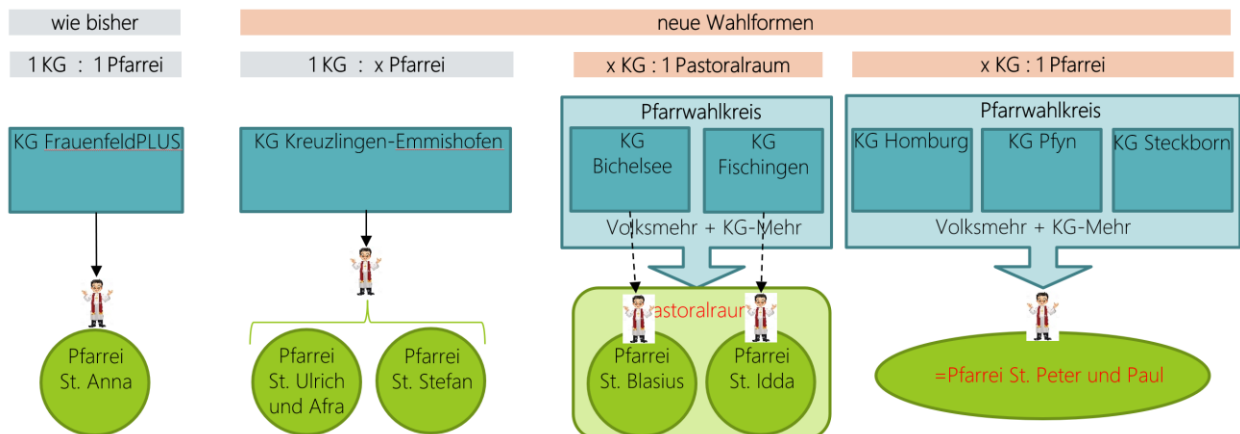 wie bisher
neue Wahlformen
1 KG : 1 Pfarrei
1 KG : x Pfarrei
x KG : 1 Pastoralraum
x KG : 1 Pfarrei
KG FrauenfeldPLUS
KG Kreuzlingen-Emmishofen
Pfarrwahlkreis
KG
Bichelsee
KG
Fischingen
Volksmehr + KG-Mehr
Pfarrwahlkreis
KG Homburg
KG Pfyn
KG Steckborn
Volksmehr + KG-Mehr
Pfarrei
St. Anna
Pfarrei
St. Ulrich
und Afra
Pfarrei
St. Stefan
astoralrau
Pfarrei
St. Blasius
Pfarrei
St. Idda
=Pfarrei St. Peter und Paul